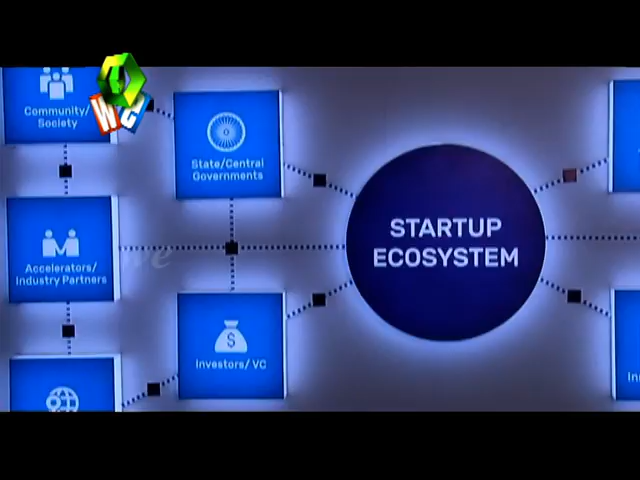 Community/
Society
State/Central
Governments
STARTUP
ECOSYSTEM
Accelerators/
Industry Partners
Investors/ VC